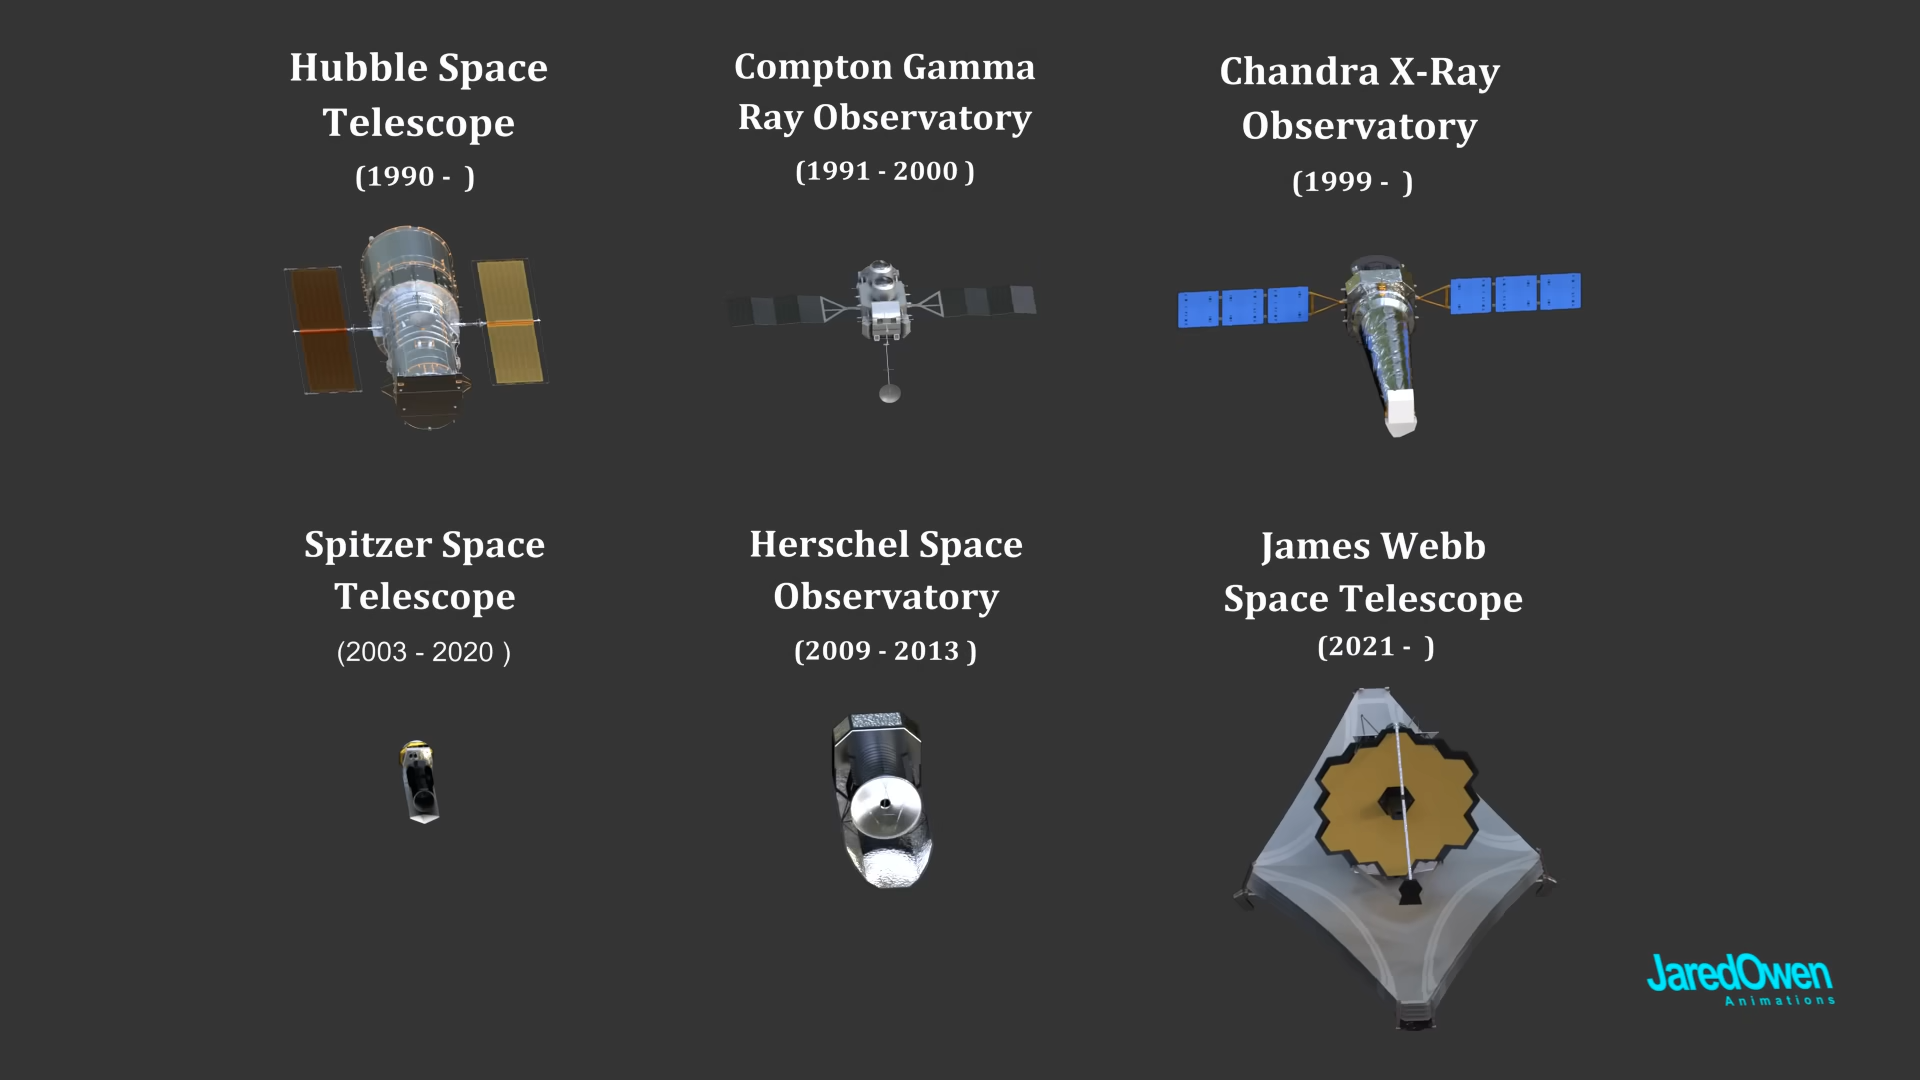 Hubble Space
Telescope
(1990 -  )
Compton Gamma
Ray Observatory
(1991 - 2000 )
Chandra X-Ray
Observatory
(1999 -  )
Spitzer Space
Telescope
(2003 - 2020 )
Herschel Space
Observatory
(2009 - 2013 )
James Webb
Space Telescope
(2021 -  )
JaredOwen
Animations